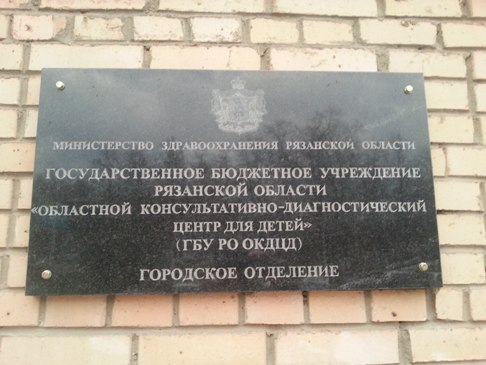 МИНИСТЕРСТВО ЗДРАВООХРАНЕНИЯ РЯЗАНСКОЙ ОБЛАСТИ
ГОСУДАРСТВЕННОЕ БЮДЖЕТНОЕ УЧРЕЖДЕНИЕ
РЯЗАНСКОЙ ОБЛАСТИ
«ОБЛАСТНОЙ КОНСУЛЬТАТИВНО-ДИАГНОСТИЧЕСКИЙ
ЦЕНТР ДЛЯ ДЕТЕЙ»
(ГБУ РО ОКДЦД)
ГОРОДСКОЕ ОТДЕЛЕНИЕ